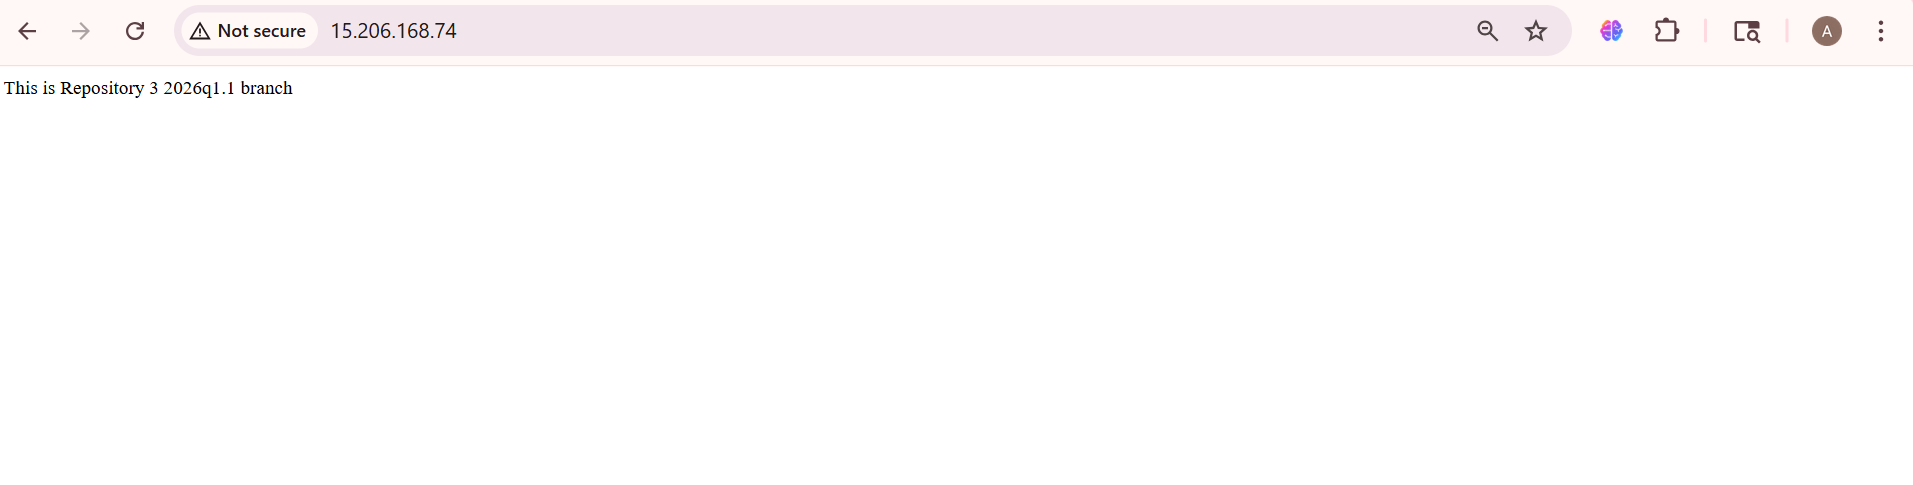 Not secure 15.206.168.74 A
This is Repository 3 2026q1.1 branch